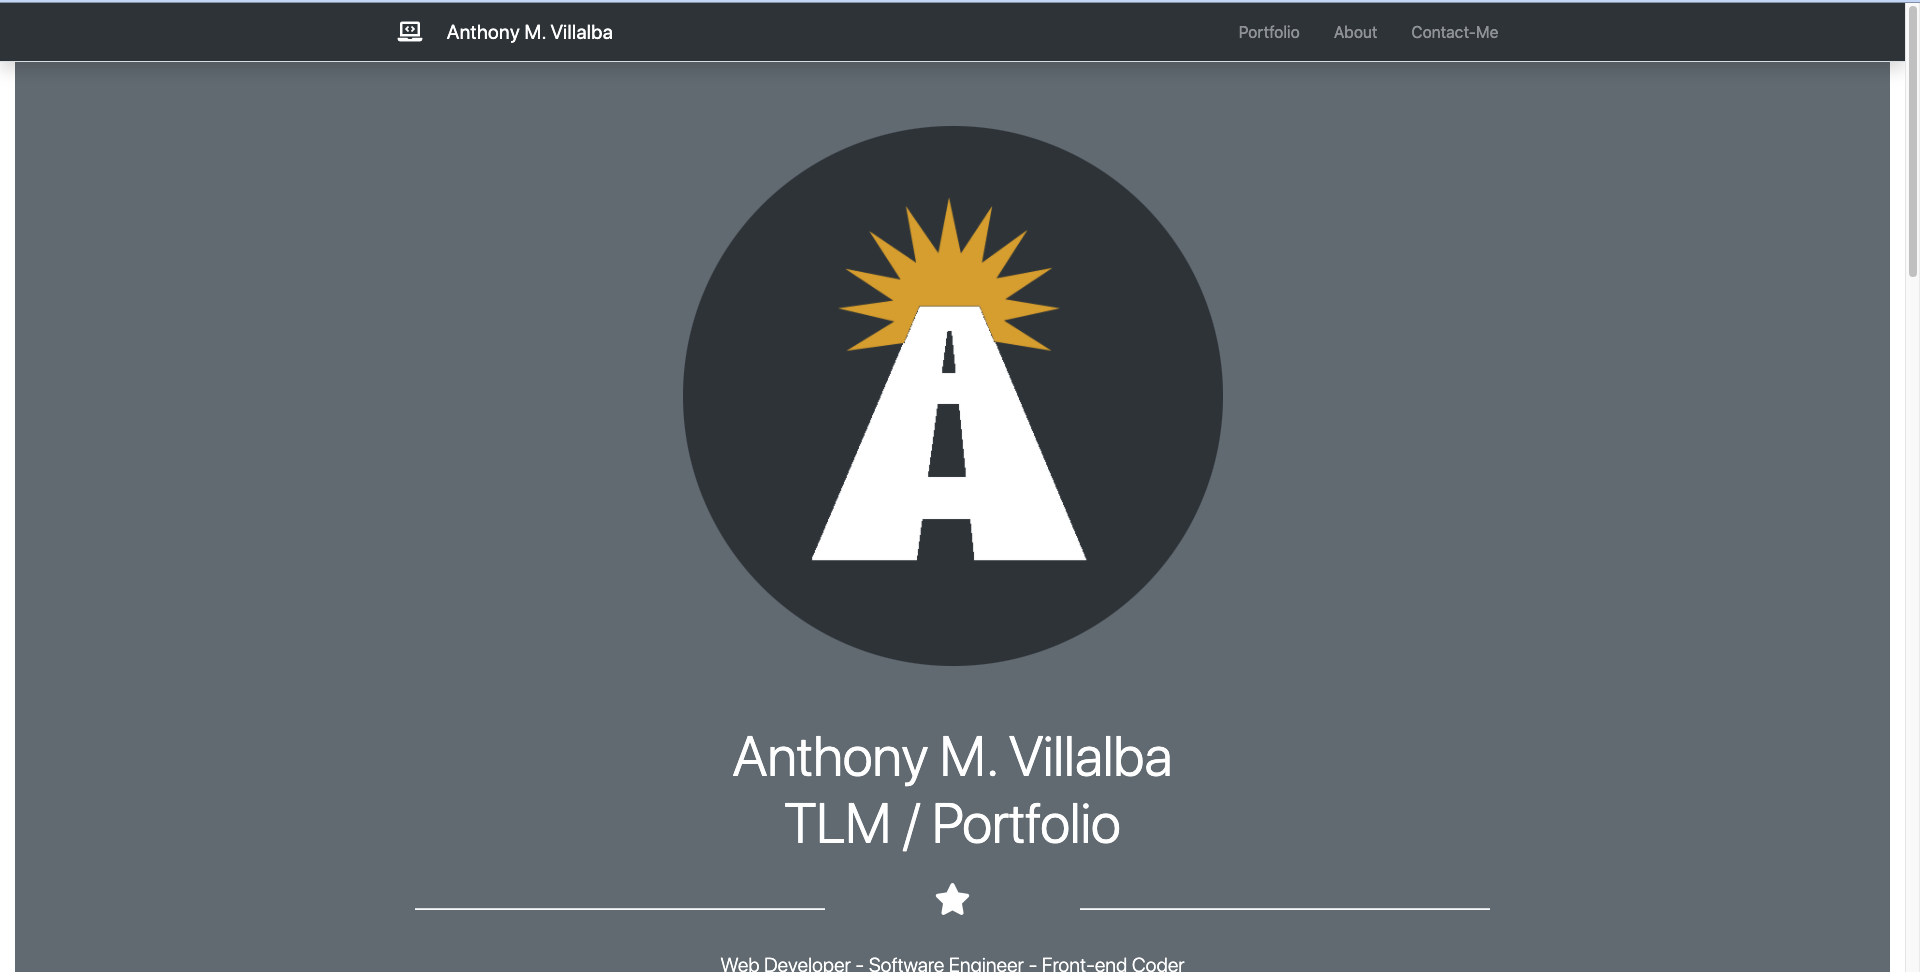 Anthony M. Villalba
Portfolio About Contact-Me
Anthony M. Villalba
TLM / Portfolio
Web Developer - Software Engineer - Front-end Coder